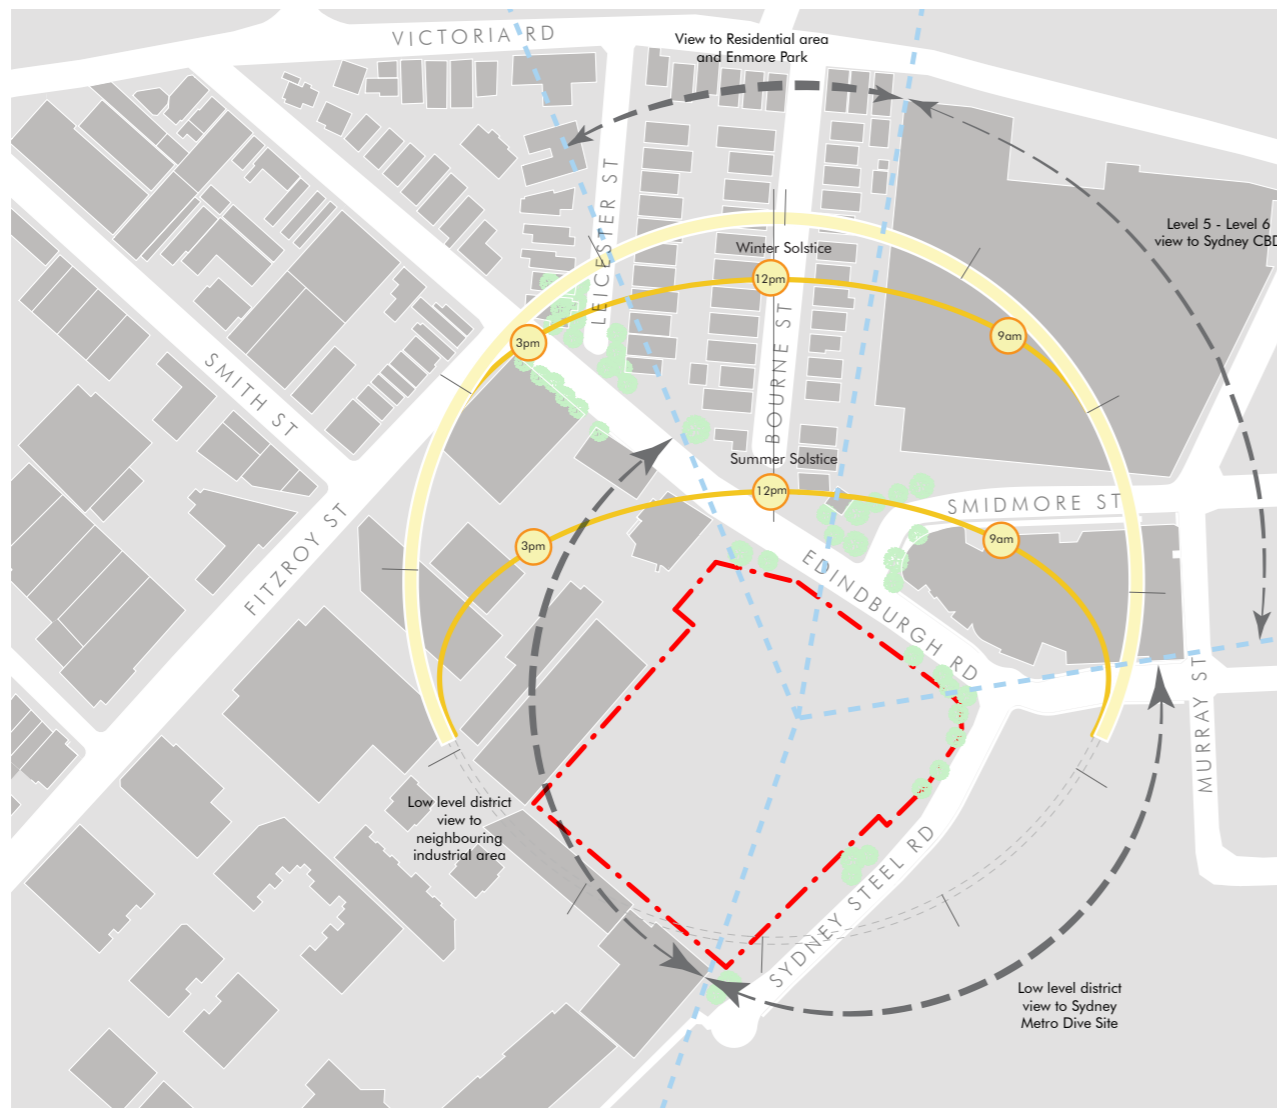 VICTORIA RD
View to Residential area
and Enmore Park
LEICESTER ST
Level 5 - Level 6
view to Sydney CBD
Winter Solstice
12pm
3pm
9am
BOURNE ST
SMITH ST
Summer Solstice
12pm
3pm
9am
SMIDMORE ST
FITZROY ST
EDINDBURGH RD
MURRAY ST
Low level district
view to
neighbouring
industrial area
SYDNEY STEEL RD
Low level district
view to Sydney
Metro Dive Site